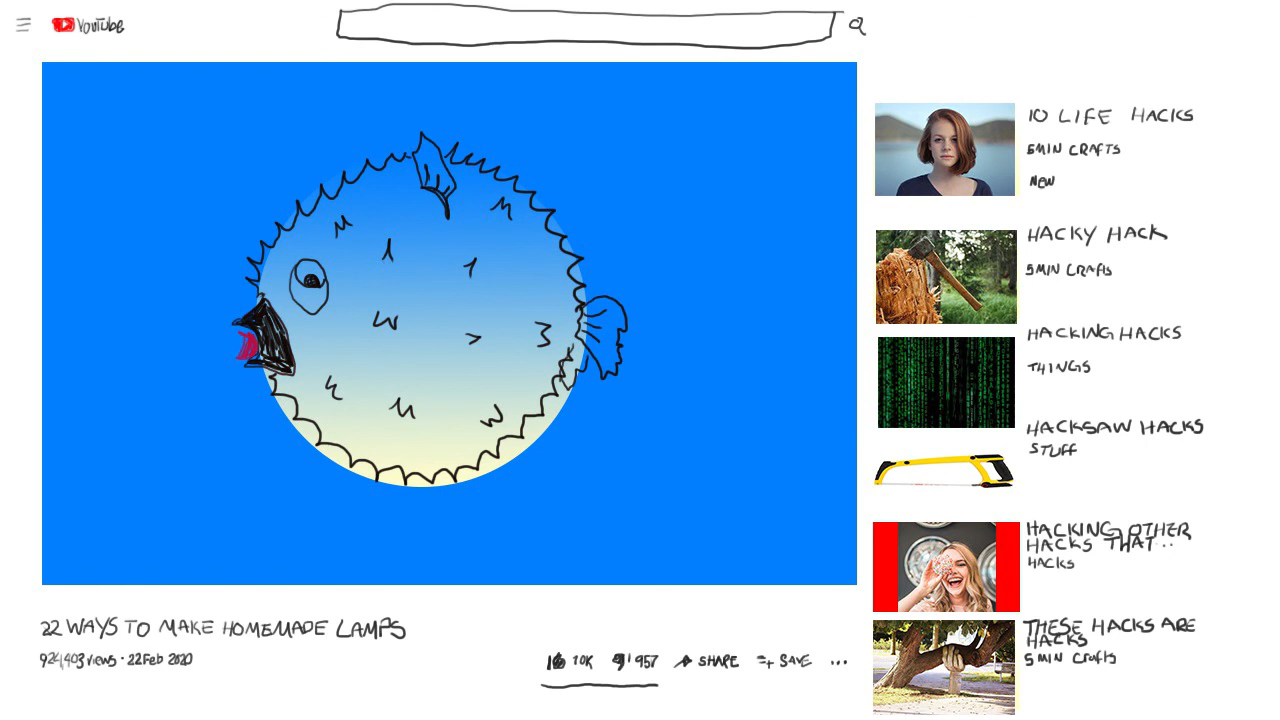 YouTube
22 WAYS TO MAKE HOMEMADE LAMPS
924,403 views · 22 Feb 2020
10K
957
SHARE
SAVE
10 LIFE HACKS
5MIN CRAFTS
NEW
HACKY HACK
5MIN CRAFTS
HACKING HACKS
THINGS
HACKSAW HACKS
STUFF
HACKING OTHER
HACKS THAT...
HACKS
THESE HACKS ARE
HACKS
5 MIN CRAFTS